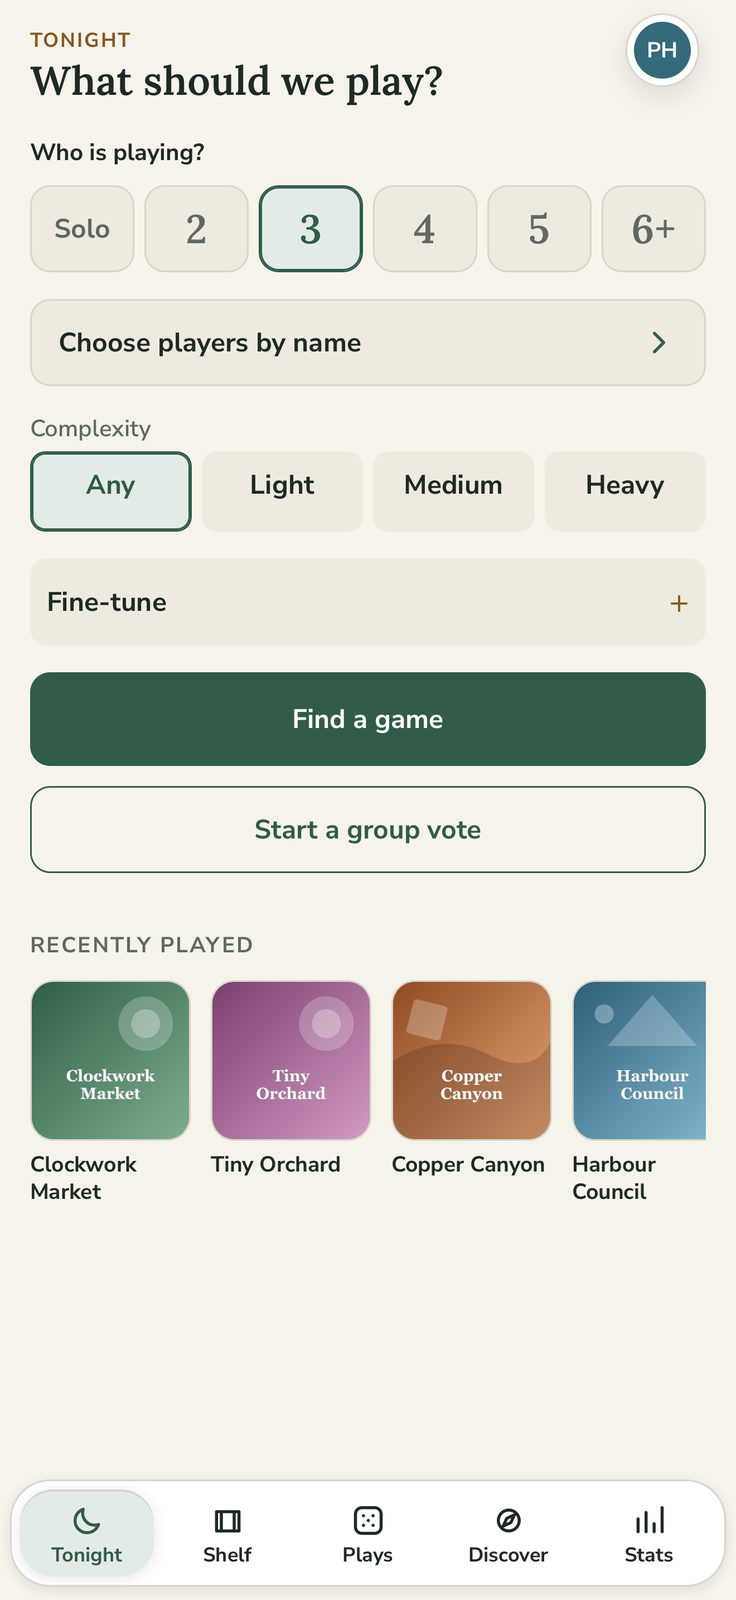 TONIGHT
What should we play?
PH
Who is playing?
Solo
2
3
4
5
6+
Choose players by name
Complexity
Any
Light
Medium
Heavy
Fine-tune
+
Find a game
Start a group vote
RECENTLY PLAYED
Clockwork
Market
Tiny
Orchard
Copper
Canyon
Harbour
Council
Clockwork
Market
Tiny Orchard
Copper Canyon
Harbour
Council
Tonight
Shelf
Plays
Discover
Stats